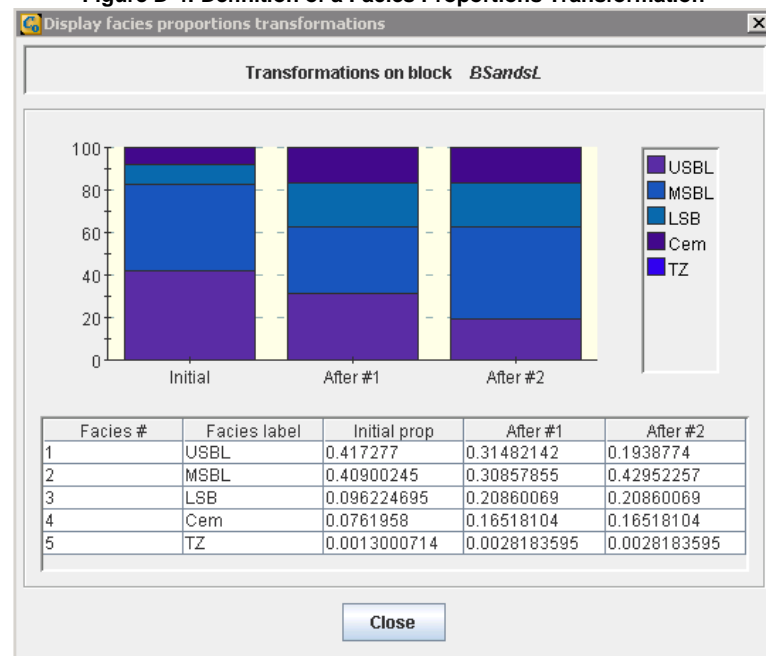 Figure D-4. Definition of a Facies Proportions Transformation
Display facies proportions transformations
Transformations on block BSandsL
100
80
60
40
20
0
Initial After #1 After #2
USBL
MSBL
LSB
Cem
TZ
Facies # Facies label Initial prop After #1 After #2
1 USBL 0.417277 0.31482142 0.1938774
2 MSBL 0.40900245 0.30857855 0.42952257
3 LSB 0.096224695 0.20860069 0.20860069
4 Cem 0.0761958 0.16518104 0.16518104
5 TZ 0.0013000714 0.0028183595 0.0028183595
Close